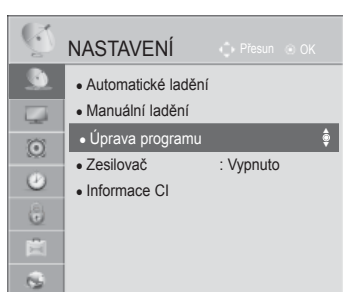 NASTAVENÍ Přesun OK
• Automatické ladění
• Manuální ladění
• Úprava programu
• Zesilovač : Vypnuto
• Informace CI